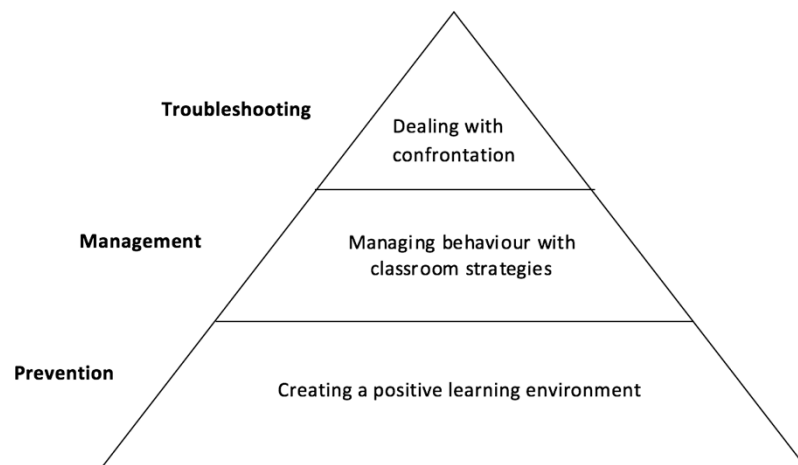 Troubleshooting
Dealing with
confrontation
Management
Managing behaviour with
classroom strategies
Prevention
Creating a positive learning environment